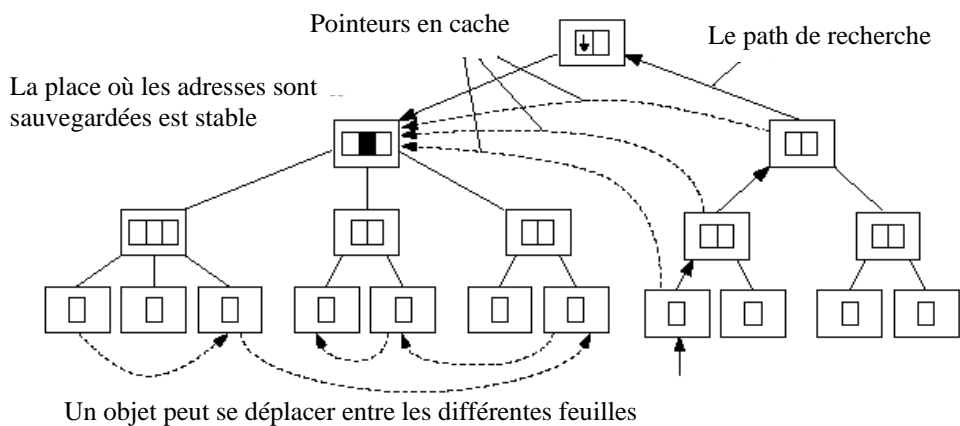 Pointeurs en cache
Le path de recherche
La place où les adresses sont
sauvegardées est stable
Un objet peut se déplacer entre les différentes feuilles